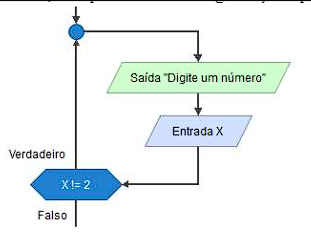 Saída "Digite um número"
Entrada X
Verdadeiro
X != 2
Falso